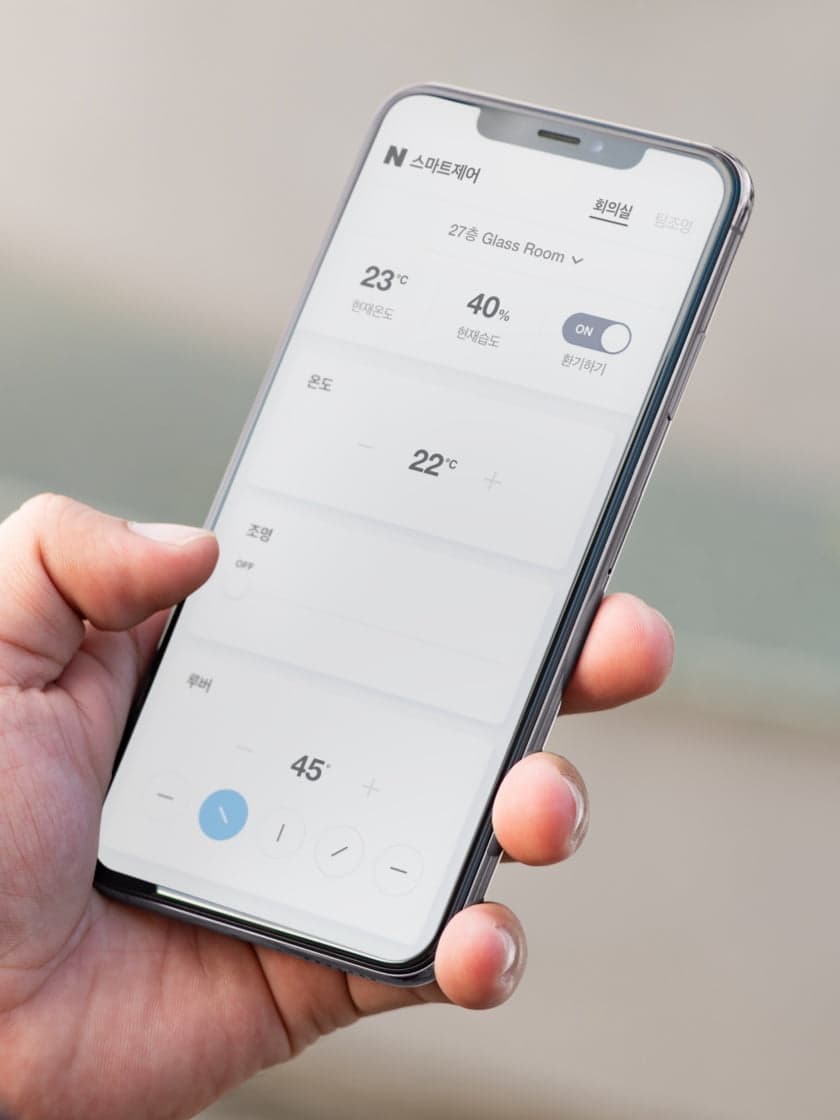 N 스마트제어
회의실 팀조명
27층 Glass Room
23°C
현재온도
40%
현재습도
ON
환기하기
온도
22°C
조명
OFF
루버
45°